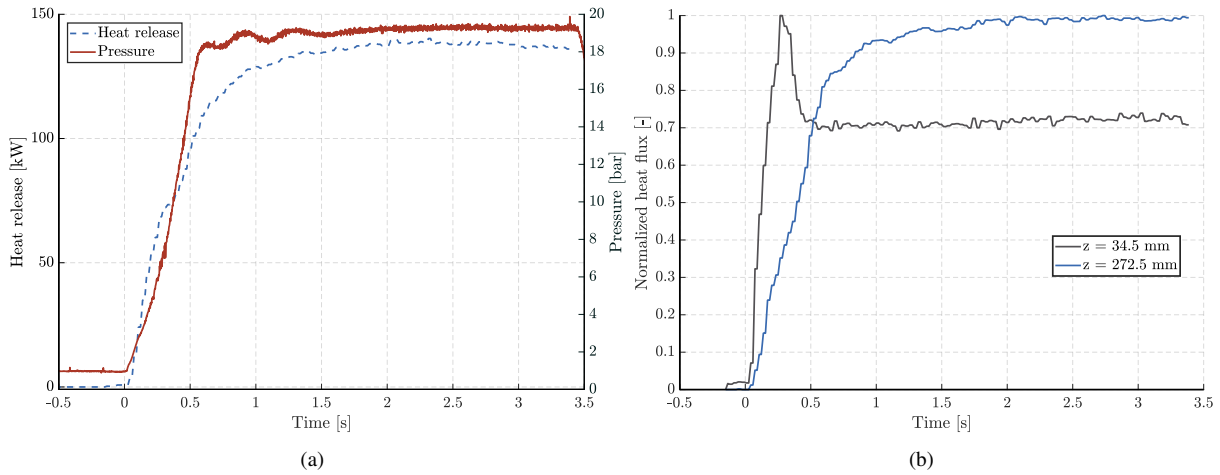 150
100
50
0
Heat release [kW]
20
18
16
14
12
10
8
6
4
2
0
Pressure [bar]
Heat release
Pressure
-0.5 0 0.5 1 1.5 2 2.5 3 3.5
Time [s]
(a)
1
0.9
0.8
0.7
0.6
0.5
0.4
0.3
0.2
0.1
0
Normalized heat flux [-]
z = 34.5 mm
z = 272.5 mm
-0.5 0 0.5 1 1.5 2 2.5 3 3.5
Time [s]
(b)